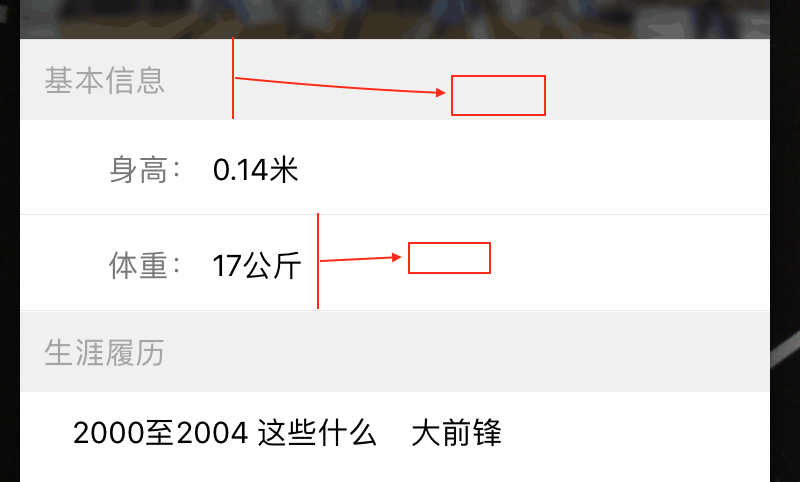 基本信息
身高： 0.14米
体重： 17公斤
生涯履历
2000至2004 这些什么 大前锋